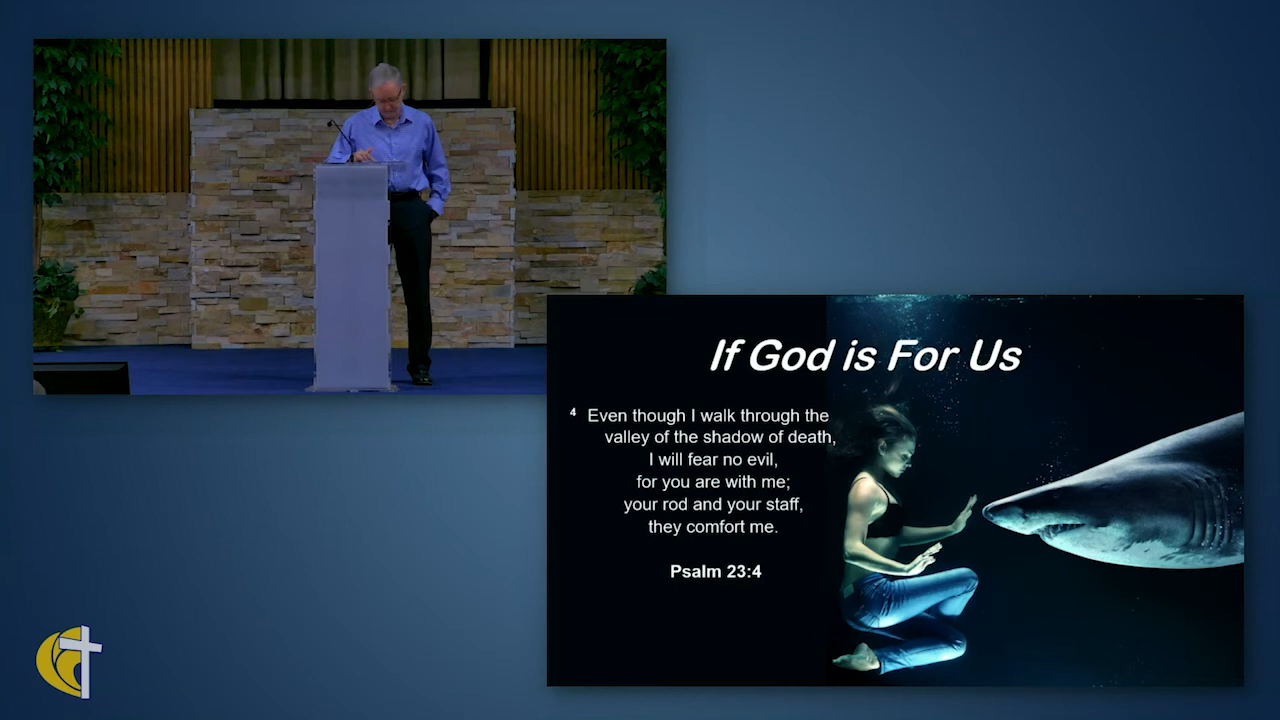 If God is For Us
4 Even though I walk through the
valley of the shadow of death,
I will fear no evil,
for you are with me;
your rod and your staff,
they comfort me.
Psalm 23:4